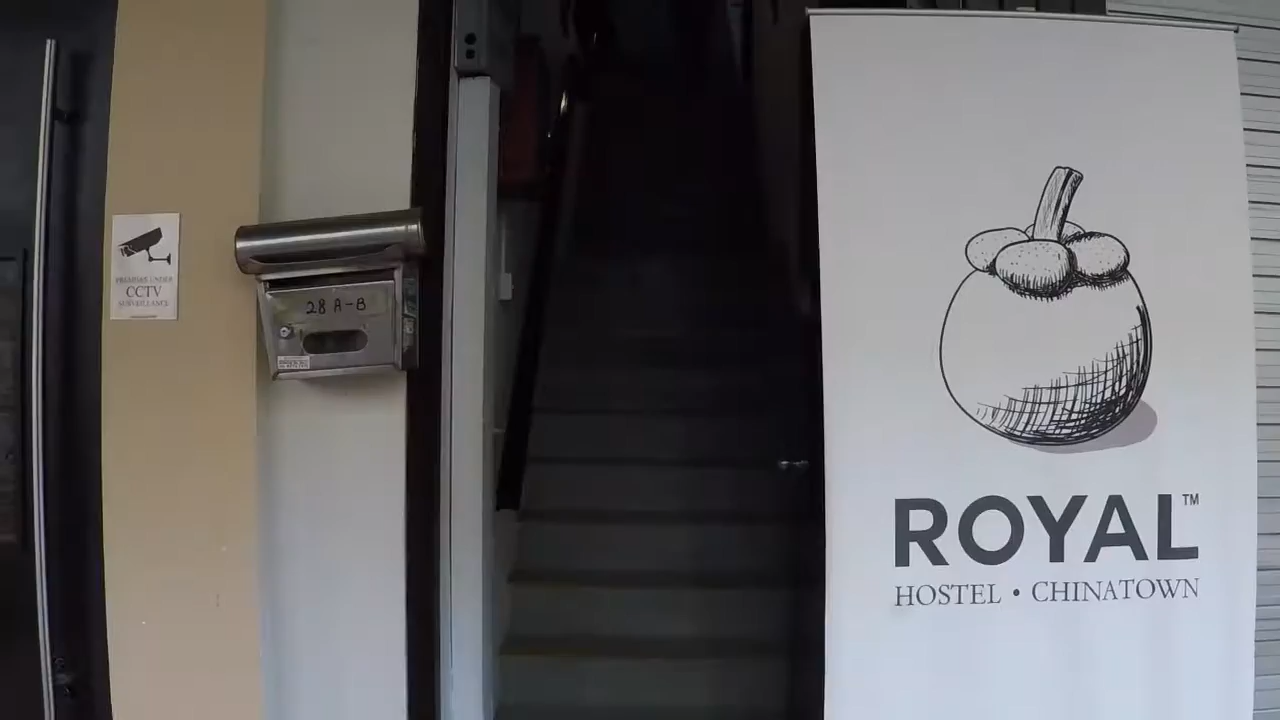 PREMISES UNDER
CCTV
SURVEILLANCE
28 A-B
ROYAL™
HOSTEL • CHINATOWN